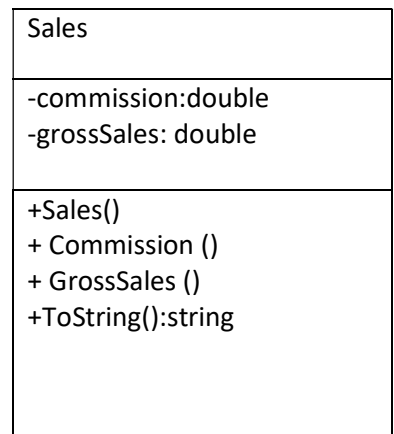 Sales
-commission:double
-grossSales: double
+Sales()
+ Commission ()
+ GrossSales ()
+ToString():string